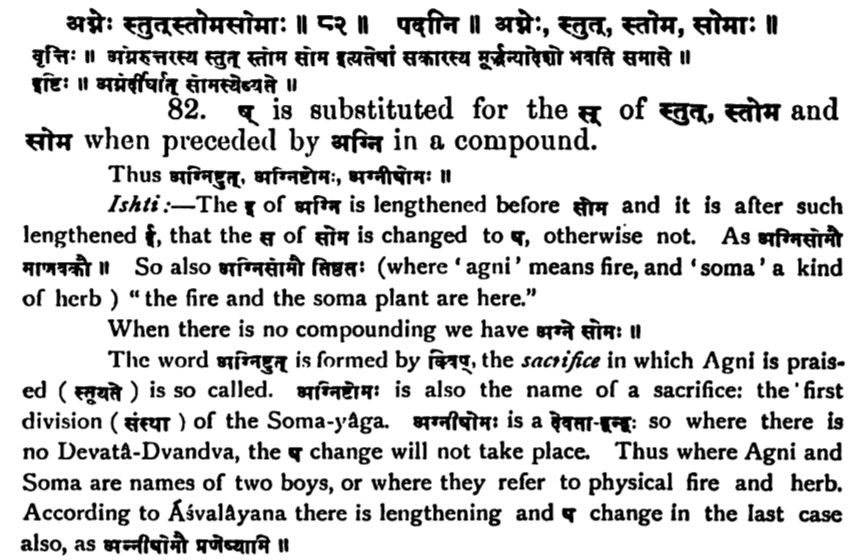 अग्नेः स्तुत्स्तोमसोमाः ॥ ८२ ॥ पदानि ॥ अग्नेः, स्तुत्, स्तोम, सोमाः ॥
वृत्तिः ॥ अग्नेरुत्तरस्य स्तुत् स्तोम सोम इत्येतेषां सकारस्य मूर्द्धन्यादेशो भवति समासे ॥
इष्टिः ॥ अग्नेर्दीर्घात् सोमस्येष्यते ॥
82. ष् is substituted for the स् of स्तुत्, स्तोम and
सोम when preceded by अग्नि in a compound.
Thus अग्निष्टुत्, अग्निष्टोमः, अग्नीषोमः ॥
Ishti :—The इ of अग्नि is lengthened before सोम and it is after such
lengthened ई, that the स of सोम is changed to ष, otherwise not. As अग्निसोमौ
माणवकौ ॥ So also अग्निसोमौ तिष्ठतः (where 'agni' means fire, and 'soma' a kind
of herb ) "the fire and the soma plant are here."
When there is no compounding we have अग्ने सोमः ॥
The word अग्निष्टुत् is formed by क्विप्, the sacrifice in which Agni is prais-
ed ( स्तूयते ) is so called. अग्निष्टोमः is also the name of a sacrifice: the first
division ( संस्था ) of the Soma-yâga. अग्नीषोमः is a देवता-द्वन्द्वः so where there is
no Devatâ-Dvandva, the ष change will not take place. Thus where Agni and
Soma are names of two boys, or where they refer to physical fire and herb.
According to Áśvalâyana there is lengthening and ष change in the last case
also, as अग्नीषोमौ प्रणेष्यामि ॥